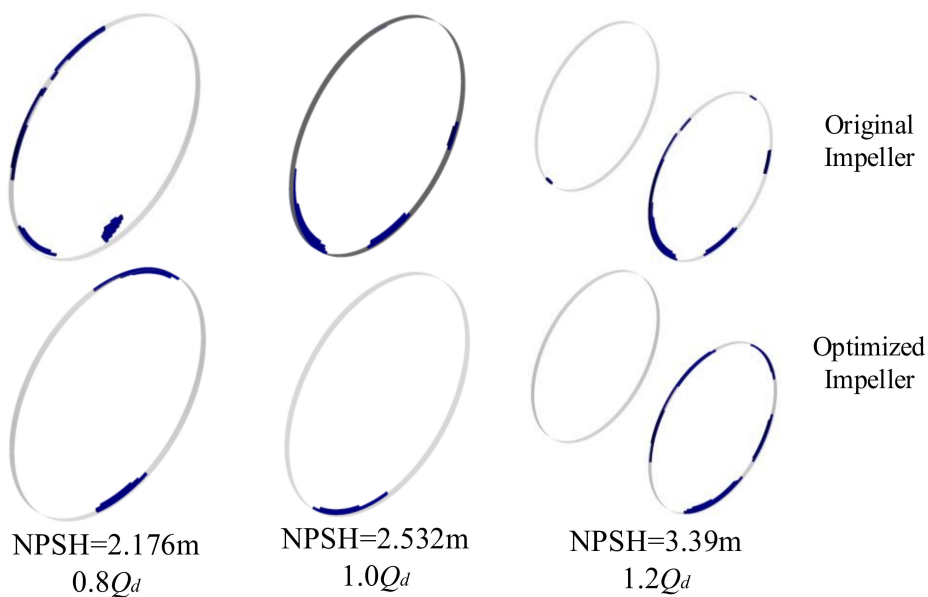 Original
Impeller
Optimized
Impeller
NPSH=2.176m
0.8Qd
NPSH=2.532m
1.0Qd
NPSH=3.39m
1.2Qd